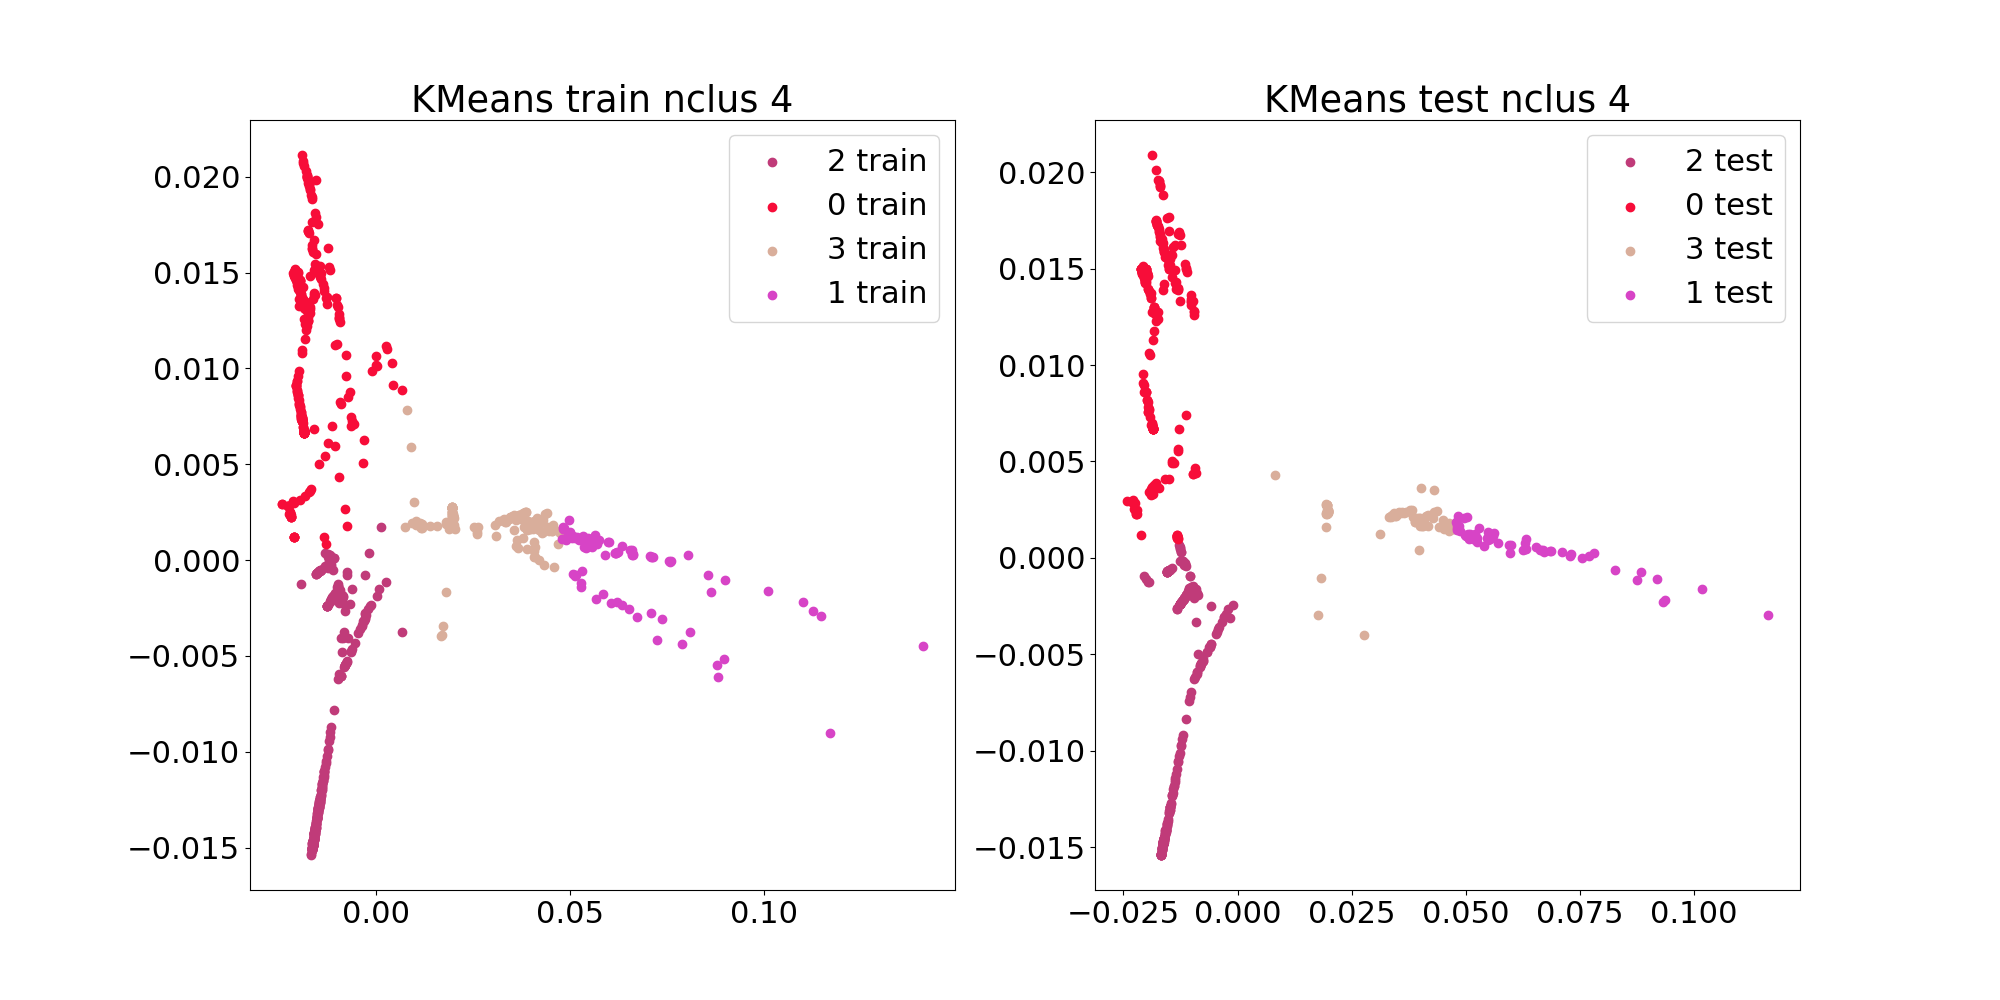 KMeans train nclus 4
0.020
0.015
0.010
0.005
0.000
−0.005
−0.010
−0.015
0.00
0.05
0.10
2 train
0 train
3 train
1 train
KMeans test nclus 4
0.020
0.015
0.010
0.005
0.000
−0.005
−0.010
−0.015
−0.025
0.000
0.025
0.050
0.075
0.100
2 test
0 test
3 test
1 test